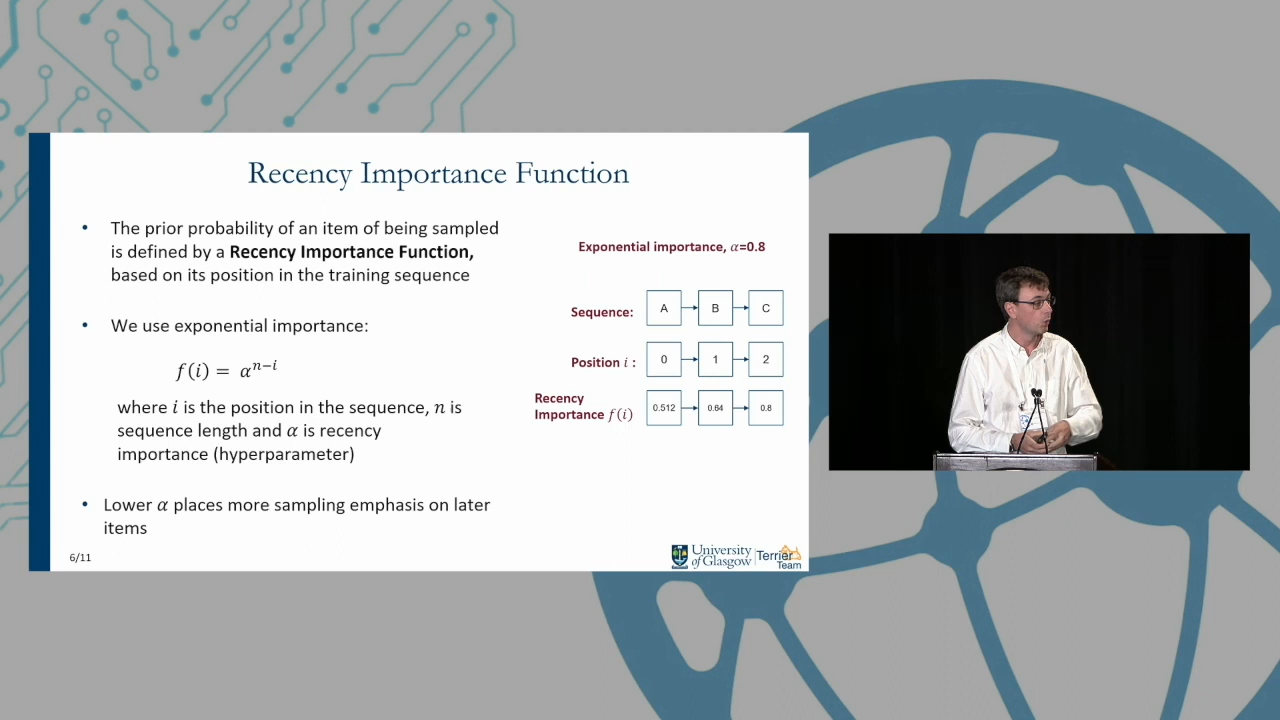 Recency Importance Function
• The prior probability of an item of being sampled
is defined by a Recency Importance Function,
based on its position in the training sequence
• We use exponential importance:
f(i) = α^{n−i}
where i is the position in the sequence, n is
sequence length and α is recency
importance (hyperparameter)
• Lower α places more sampling emphasis on later
items
Exponential importance, α=0.8
Sequence: A B C
Position i : 0 1 2
Recency
Importance f(i) 0.512 0.64 0.8
6/11
University
of Glasgow
Terrier
Team